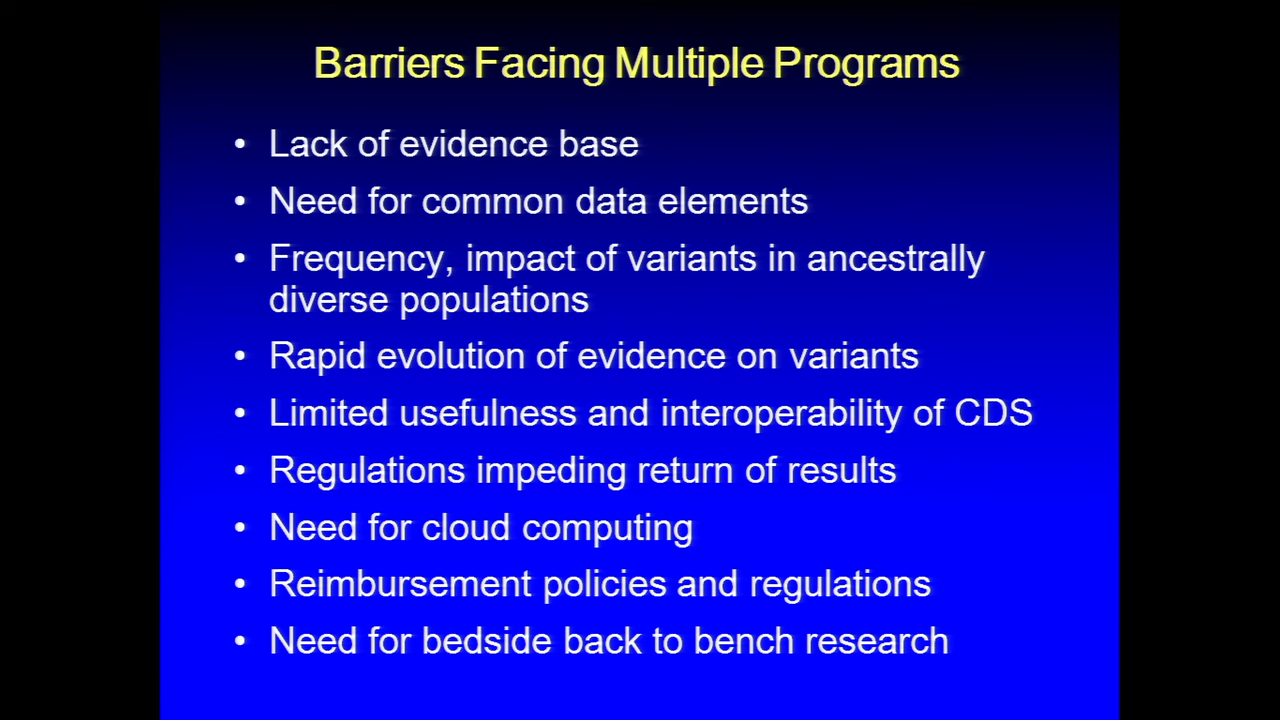 Barriers Facing Multiple Programs
• Lack of evidence base
• Need for common data elements
• Frequency, impact of variants in ancestrally
diverse populations
• Rapid evolution of evidence on variants
• Limited usefulness and interoperability of CDS
• Regulations impeding return of results
• Need for cloud computing
• Reimbursement policies and regulations
• Need for bedside back to bench research